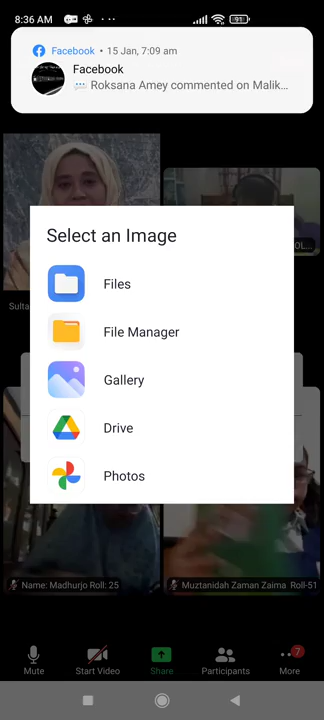 8:36 AM
91
Facebook • 15 Jan, 7:09 am
Facebook
Roksana Amey commented on Malik...
Select an Image
OL...
Files
Sulta
File Manager
Gallery
Drive
Photos
Name: Madhurjo Roll: 25
Muztanidah Zaman Zaima Roll-51
7
Mute
Start Video
Share
Participants
More